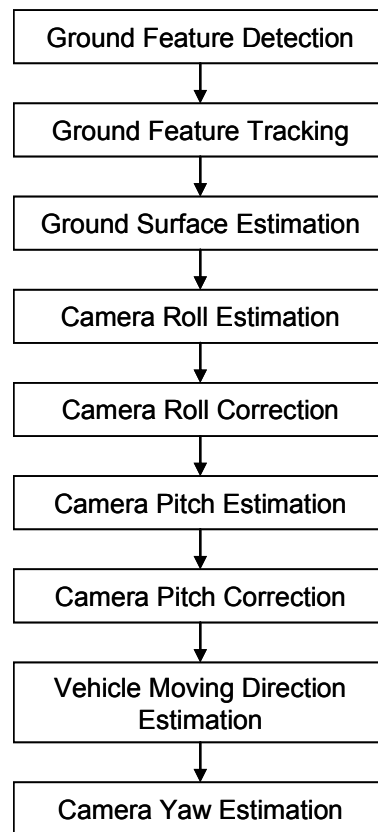 Ground Feature Detection
Ground Feature Tracking
Ground Surface Estimation
Camera Roll Estimation
Camera Roll Correction
Camera Pitch Estimation
Camera Pitch Correction
Vehicle Moving Direction
Estimation
Camera Yaw Estimation